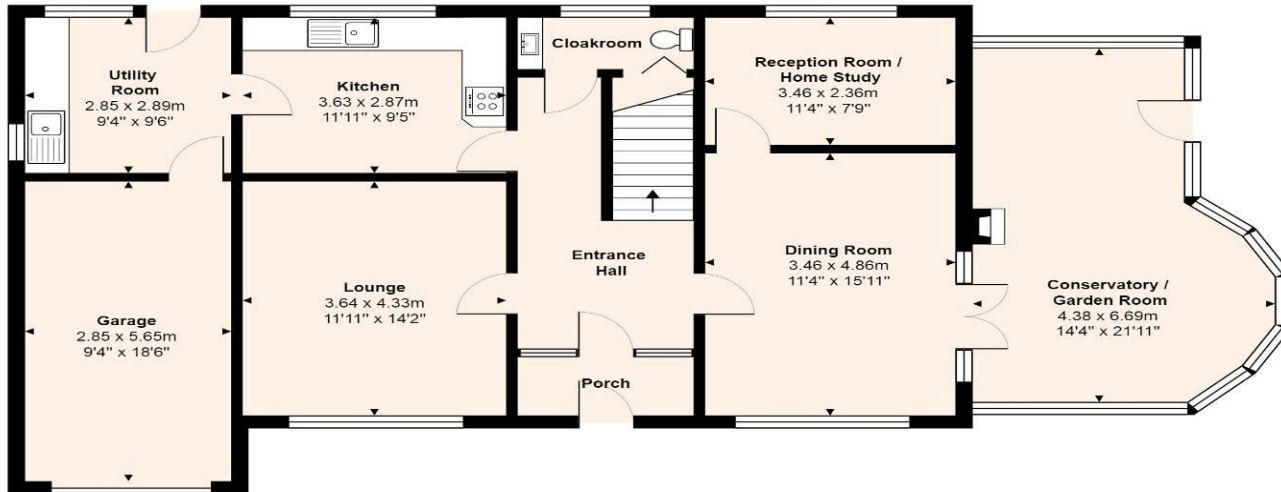 Utility
Room
2.85 x 2.89m
9'4" x 9'6"
Kitchen
3.63 x 2.87m
11'11" x 9'5"
Cloakroom
Reception Room /
Home Study
3.46 x 2.36m
11'4" x 7'9"
Garage
2.85 x 5.65m
9'4" x 18'6"
Lounge
3.64 x 4.33m
11'11" x 14'2"
Entrance
Hall
Porch
Dining Room
3.46 x 4.86m
11'4" x 15'11"
Conservatory /
Garden Room
4.38 x 6.69m
14'4" x 21'11"